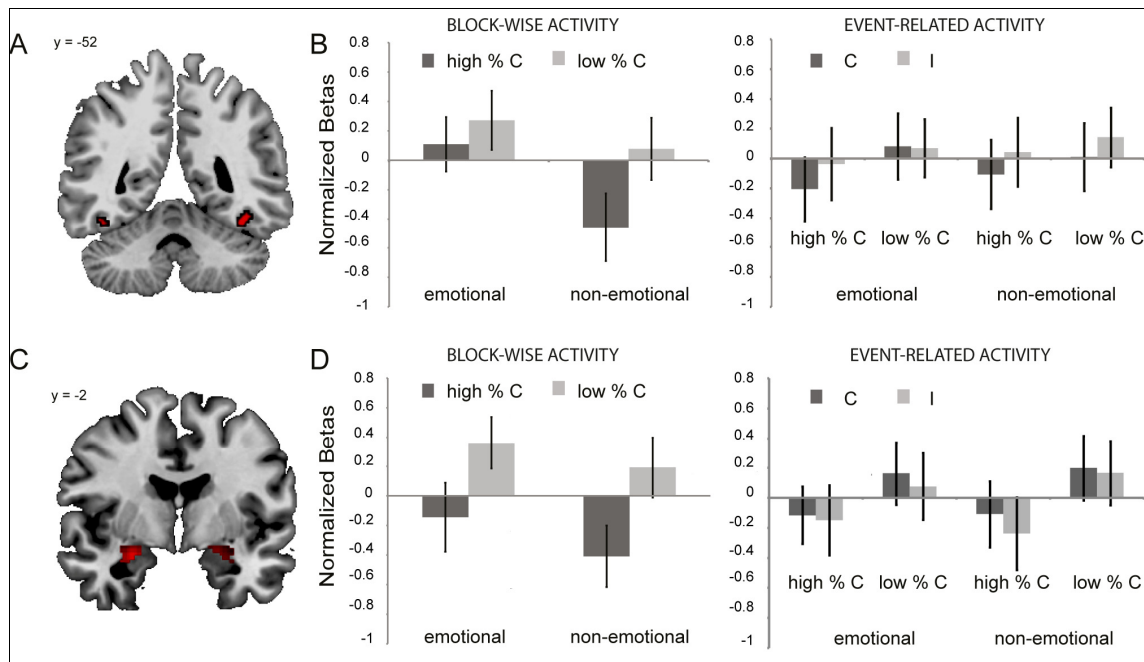 A
y = -52
B
BLOCK-WISE ACTIVITY
high % C
low % C
Normalized Betas
0.8
0.6
0.4
0.2
0
-0.2
-0.4
-0.6
-0.8
-1
emotional
non-emotional
EVENT-RELATED ACTIVITY
C
I
0.8
0.6
0.4
0.2
0
-0.2
-0.4
-0.6
-0.8
-1
high % C
low % C
high % C
low % C
emotional
non-emotional
C
y = -2
D
BLOCK-WISE ACTIVITY
high % C
low % C
Normalized Betas
0.8
0.6
0.4
0.2
0
-0.2
-0.4
-0.6
-0.8
-1
emotional
non-emotional
EVENT-RELATED ACTIVITY
C
I
0.8
0.6
0.4
0.2
0
-0.2
-0.4
-0.6
-0.8
-1
high % C
low % C
high % C
low % C
emotional
non-emotional